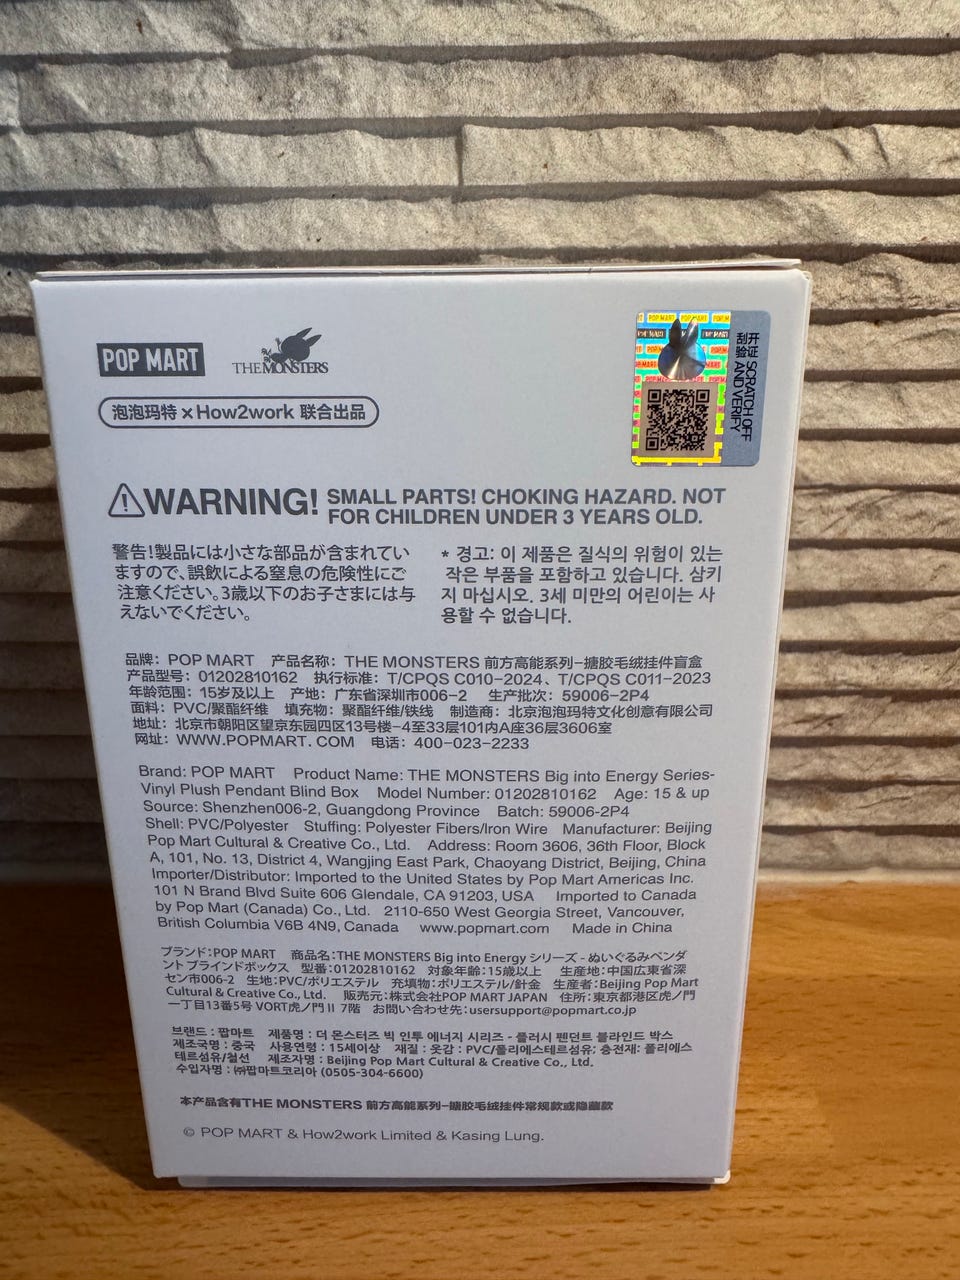 POP MART
THE MONSTERS
泡泡玛特 × How2work 联合出品
POP MART POP MART POP M
开证 SCRATCH OFF
刮验 AND VERIFY
WARNING! SMALL PARTS! CHOKING HAZARD. NOT
FOR CHILDREN UNDER 3 YEARS OLD.
警告!製品には小さな部品が含まれてい
ますので、誤飲による窒息の危険性にご
注意ください。3歳以下のお子さまには与
えないでください。
* 경고: 이 제품은 질식의 위험이 있는
작은 부품을 포함하고 있습니다. 삼키
지 마십시오. 3세 미만의 어린이는 사
용할 수 없습니다.
品牌：POP MART 产品名称：THE MONSTERS 前方高能系列-搪胶毛绒挂件盲盒
产品型号：01202810162 执行标准：T/CPQS C010-2024、T/CPQS C011-2023
年龄范围：15岁及以上 产地：广东省深圳市006-2 生产批次：59006-2P4
面料：PVC/聚酯纤维 填充物：聚酯纤维/铁线 制造商：北京泡泡玛特文化创意有限公司
地址：北京市朝阳区望京东园四区13号楼-4至33层101内A座36层3606室
网址：WWW.POPMART. COM 电话：400-023-2233
Brand: POP MART Product Name: THE MONSTERS Big into Energy Series-
Vinyl Plush Pendant Blind Box Model Number: 01202810162 Age: 15 & up
Source: Shenzhen006-2, Guangdong Province Batch: 59006-2P4
Shell: PVC/Polyester Stuffing: Polyester Fibers/Iron Wire Manufacturer: Beijing
Pop Mart Cultural & Creative Co., Ltd. Address: Room 3606, 36th Floor, Block
A, 101, No. 13, District 4, Wangjing East Park, Chaoyang District, Beijing, China
Importer/Distributor: Imported to the United States by Pop Mart Americas Inc.
101 N Brand Blvd Suite 606 Glendale, CA 91203, USA Imported to Canada
by Pop Mart (Canada) Co., Ltd. 2110-650 West Georgia Street, Vancouver,
British Columbia V6B 4N9, Canada www.popmart.com Made in China
ブランド：POP MART 商品名：THE MONSTERS Big into Energy シリーズ - ぬいぐるみペンダ
ント ブラインドボックス 型番：01202810162 対象年齢：15歳以上 生産地：中国広東省深
セン市006-2 生地：PVC/ポリエステル 充填物：ポリエステル/針金 生産者：Beijing Pop Mart
Cultural & Creative Co., Ltd. 販売元：株式会社POP MART JAPAN 住所：東京都港区虎ノ門
一丁目13番5号 VORT虎ノ門 II 7階 お問い合わせ先：usersupport@popmart.co.jp
브랜드 : 팝마트 제품명 : 더 몬스터즈 빅 인투 에너지 시리즈 - 플러시 펜던트 블라인드 박스
제조국명 : 중국 사용연령 : 15세이상 재질 : 옷감 : PVC/폴리에스테르섬유; 충전재: 폴리에스
테르섬유/철선 제조자명 : Beijing Pop Mart Cultural & Creative Co., Ltd.
수입자명 : ㈜팝마트코리아 (0505-304-6600)
本产品含有THE MONSTERS 前方高能系列-搪胶毛绒挂件常规款或隐藏款
© POP MART & How2work Limited & Kasing Lung.